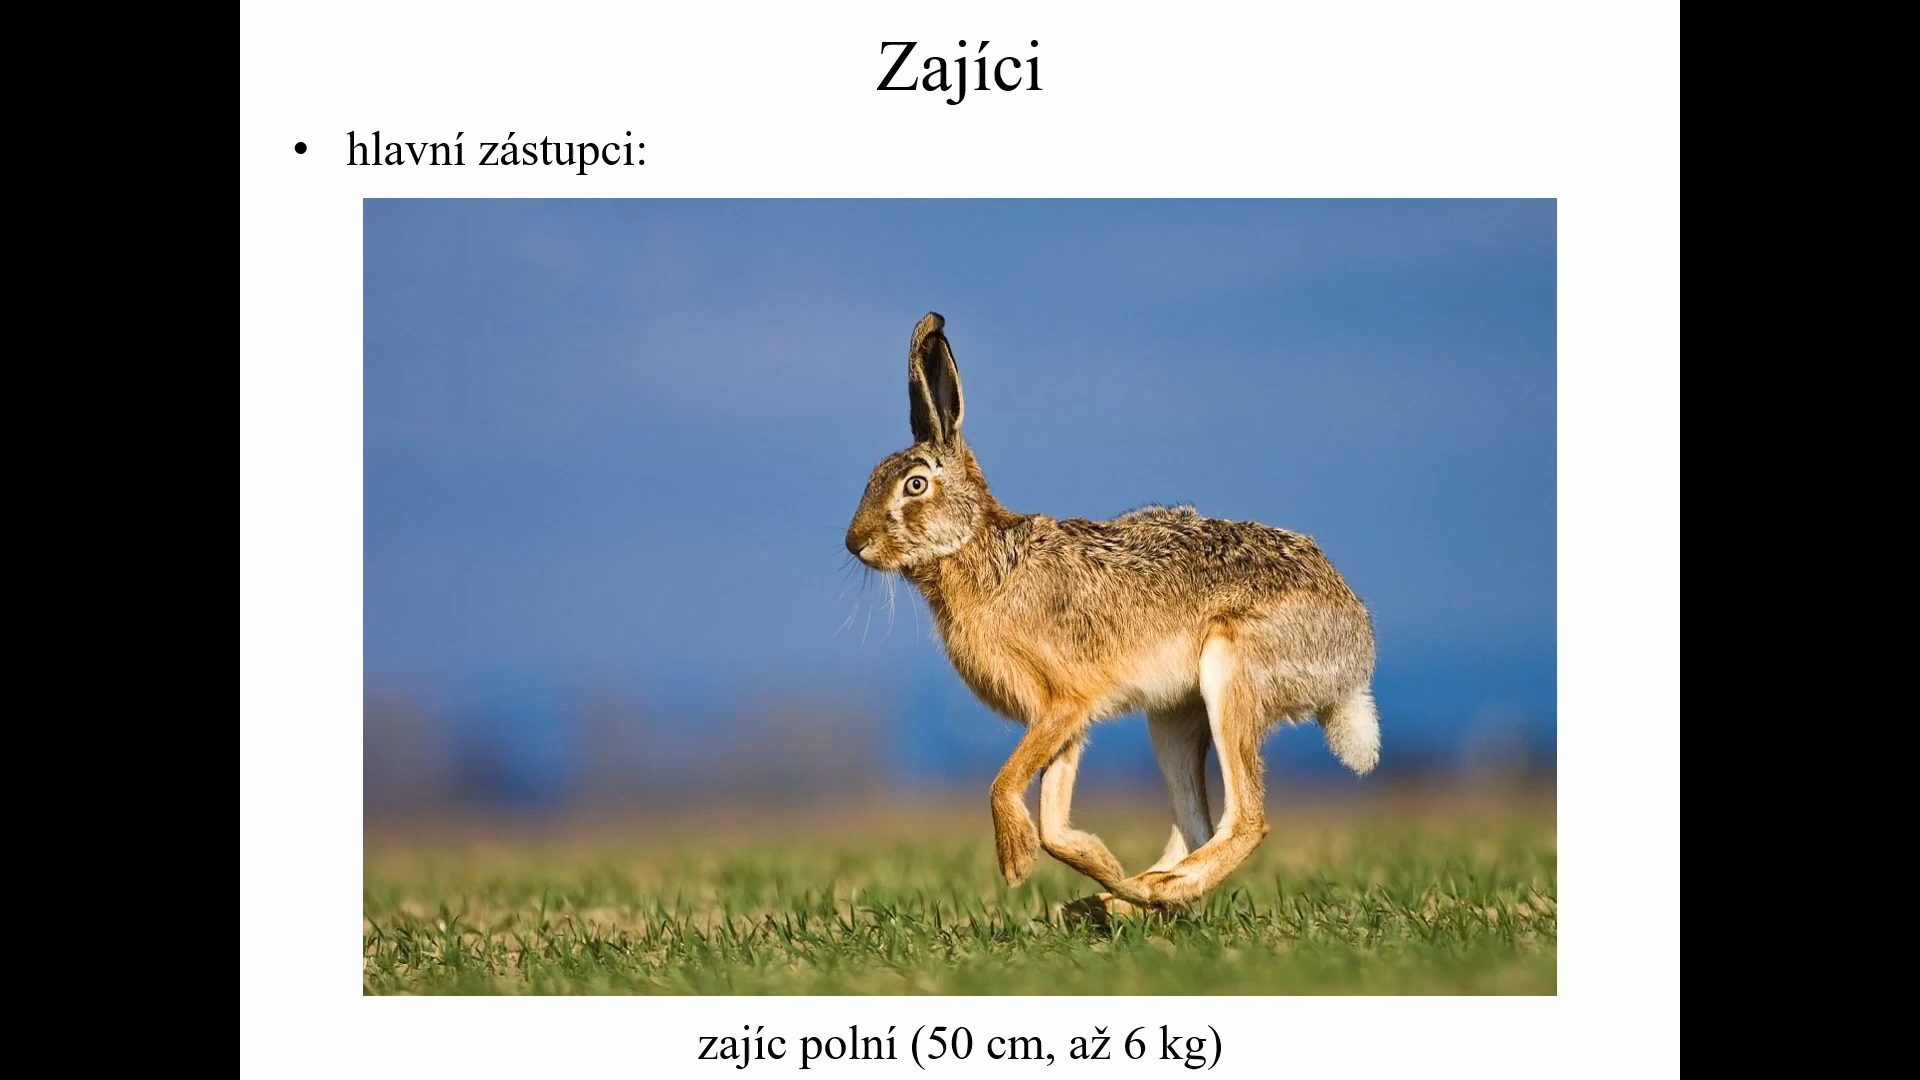 Zajíci
• hlavní zástupci:
zajíc polní (50 cm, až 6 kg)